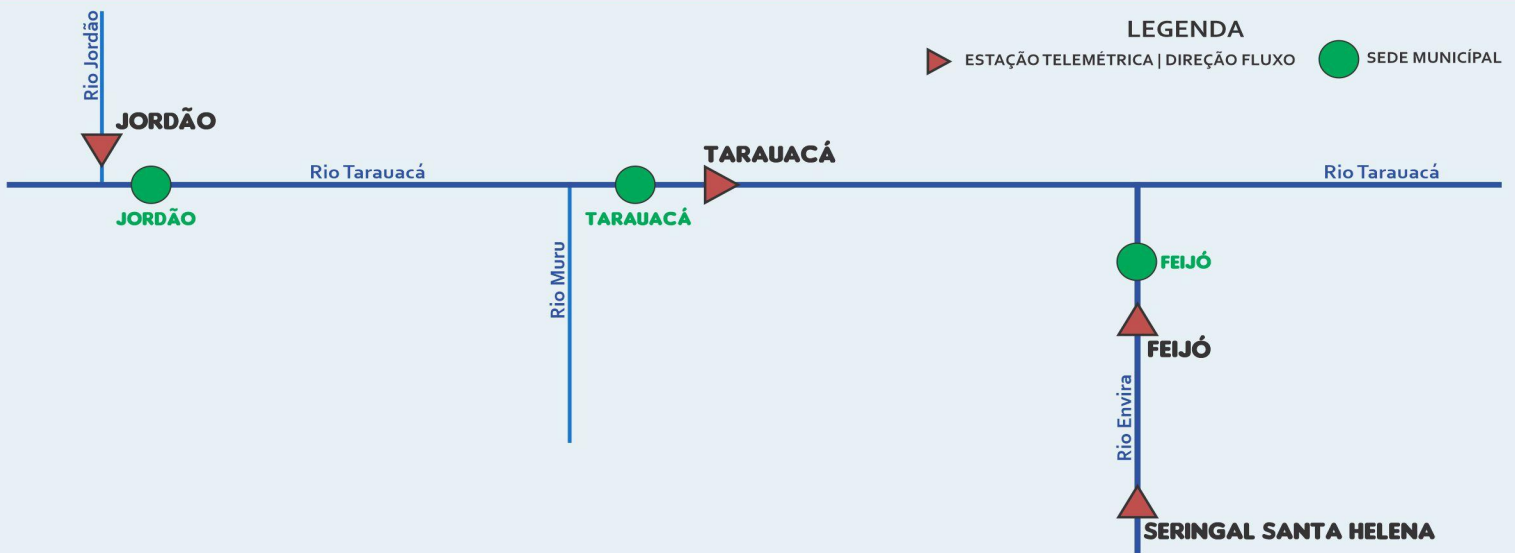 LEGENDA
ESTAÇÃO TELEMÉTRICA | DIREÇÃO FLUXO
SEDE MUNICÍPAL
Rio Jordão
JORDÃO
Rio Tarauacá
TARAUACÁ
Rio Tarauacá
JORDÃO
TARAUACÁ
Rio Muru
FEIJÓ
FEIJÓ
Rio Envira
SERINGAL SANTA HELENA